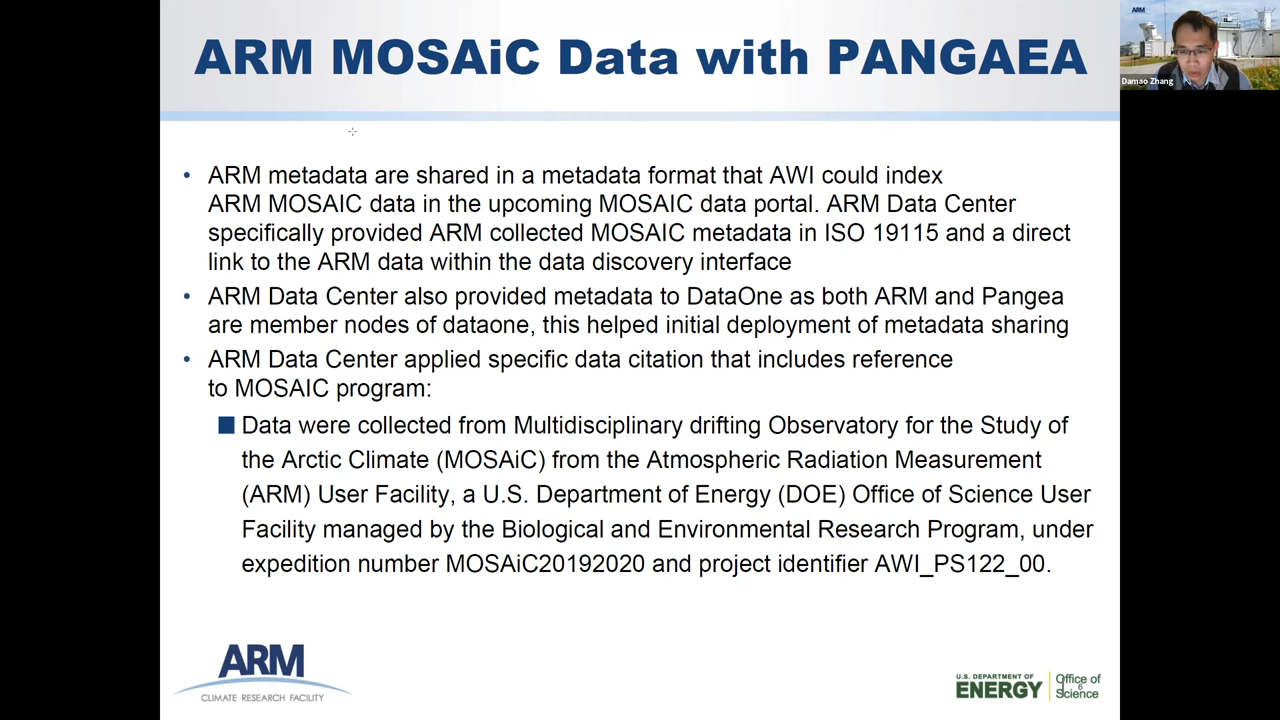 ARM MOSAiC Data with PANGAEA
ARM
Damao Zhang
• ARM metadata are shared in a metadata format that AWI could index
ARM MOSAIC data in the upcoming MOSAIC data portal. ARM Data Center
specifically provided ARM collected MOSAIC metadata in ISO 19115 and a direct
link to the ARM data within the data discovery interface
• ARM Data Center also provided metadata to DataOne as both ARM and Pangea
are member nodes of dataone, this helped initial deployment of metadata sharing
• ARM Data Center applied specific data citation that includes reference
to MOSAIC program:
■ Data were collected from Multidisciplinary drifting Observatory for the Study of
the Arctic Climate (MOSAiC) from the Atmospheric Radiation Measurement
(ARM) User Facility, a U.S. Department of Energy (DOE) Office of Science User
Facility managed by the Biological and Environmental Research Program, under
expedition number MOSAiC20192020 and project identifier AWI_PS122_00.
ARM
CLIMATE RESEARCH FACILITY
U.S. DEPARTMENT OF
ENERGY
Office of
Science
6